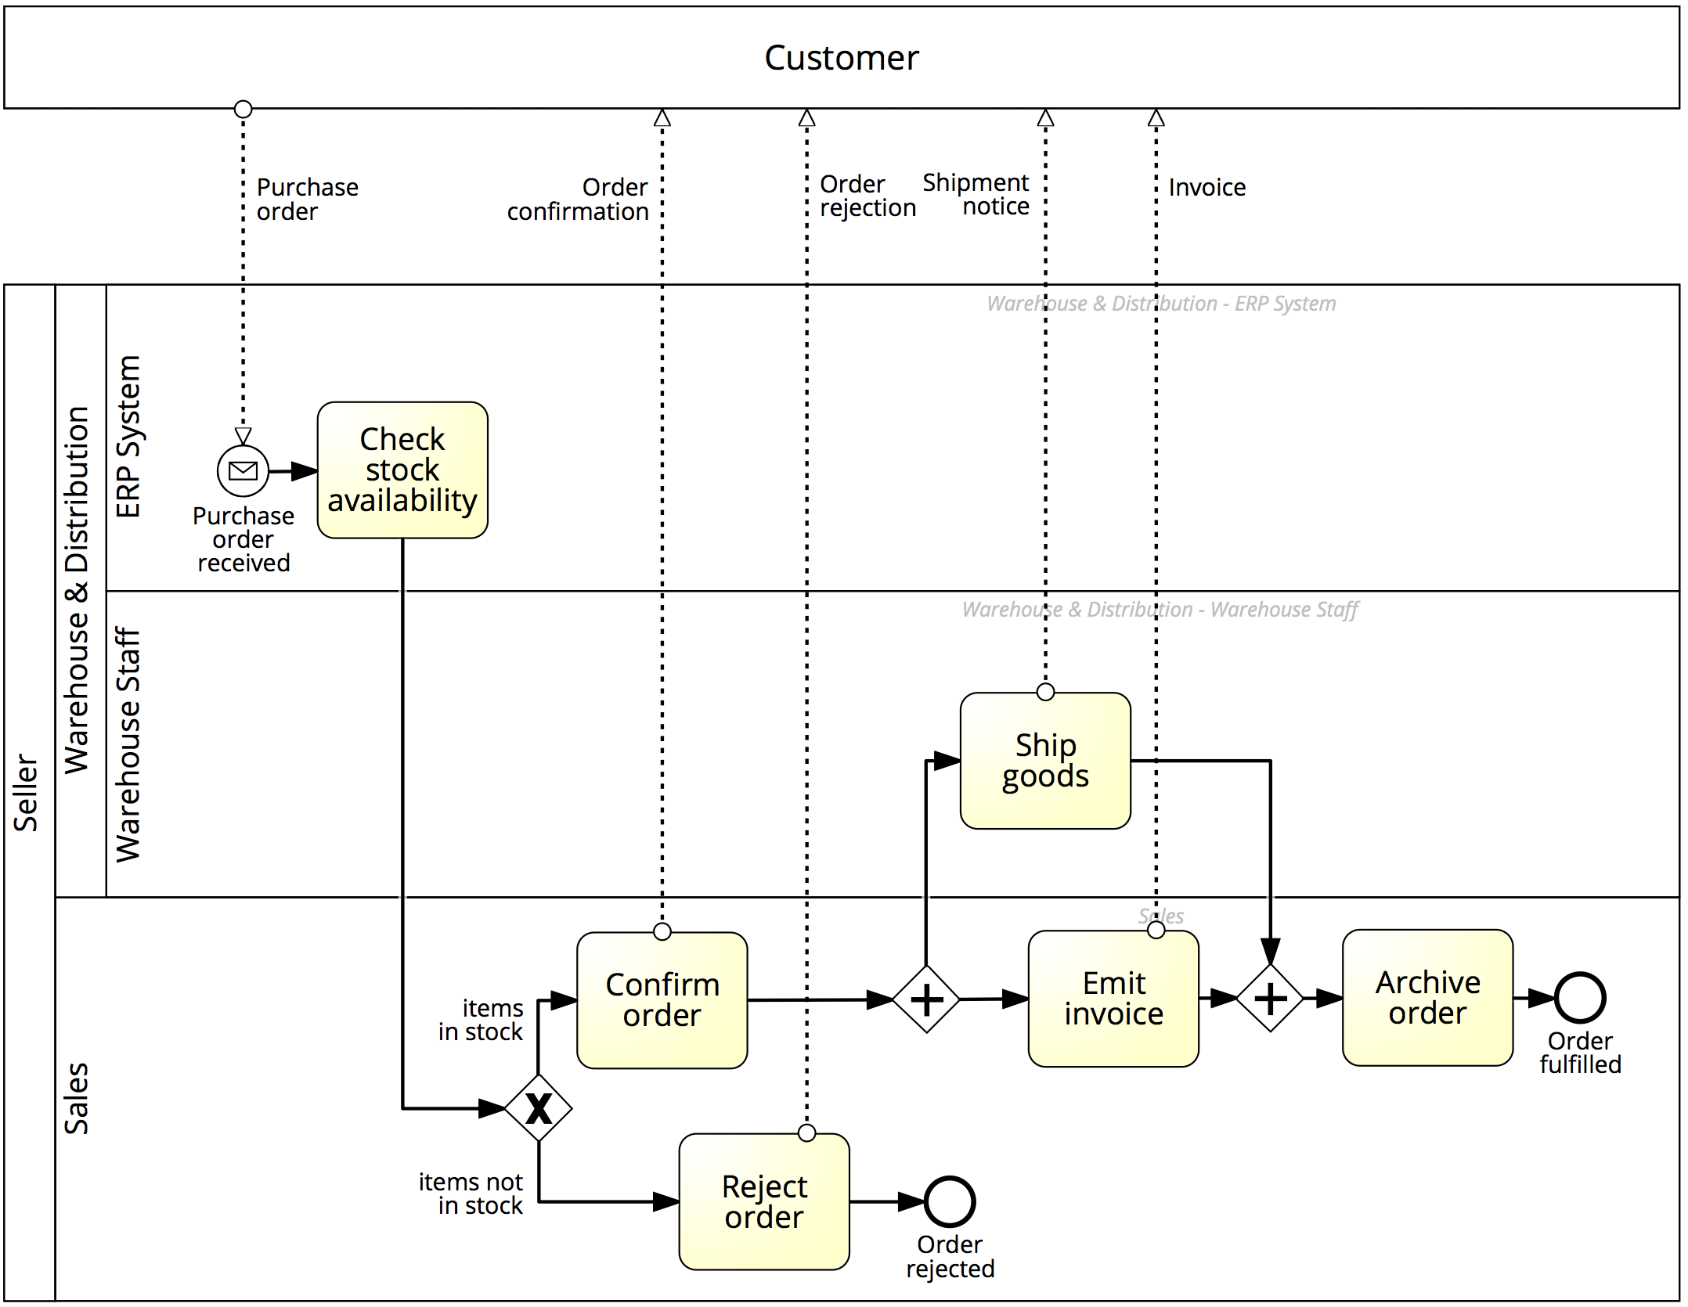 Customer
Purchase
order
Order
confirmation
Order
rejection
Shipment
notice
Invoice
Seller
Warehouse & Distribution
ERP System
Warehouse & Distribution - ERP System
Purchase
order
received
Check
stock
availability
Warehouse Staff
Warehouse & Distribution - Warehouse Staff
Ship
goods
Sales
Sales
items
in stock
Confirm
order
Emit
invoice
Archive
order
Order
fulfilled
X
items not
in stock
Reject
order
Order
rejected